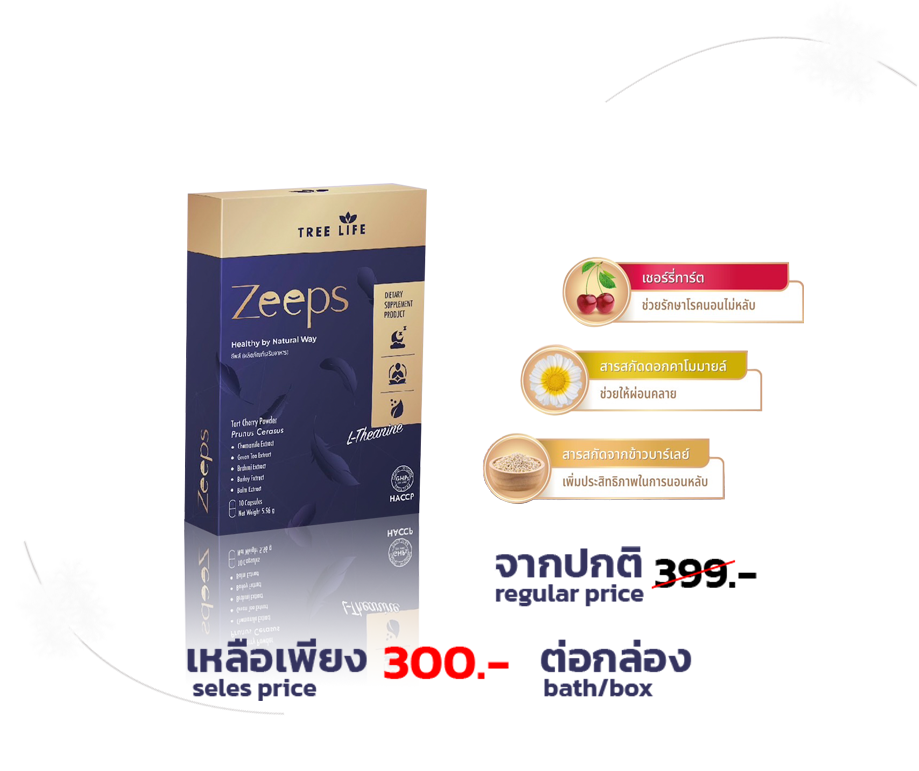 TREE LIFE
Zeeps
Healthy by Natural Way
DIETARY
SUPPLEMENT
PRODUCT
Tart Cherry Powder
Prunus Cerasus
Chamomile Extract
Green Tea Extract
Brahmi Extract
Barley Extract
Balm Extract
10 Capsules
Net Weight 5.96 g
L-Theanine
GMP
HACCP
Zeeps
เชอร์รี่ทาร์ต
ช่วยรักษาโรคนอนไม่หลับ
สารสกัดดอกคาโมมายล์
ช่วยให้ผ่อนคลาย
สารสกัดจากข้าวบาร์เลย์
เพิ่มประสิทธิภาพในการนอนหลับ
จากปกติ 399.-
regular price
เหลือเพียง 300.- ต่อกล่อง
seles price bath/box